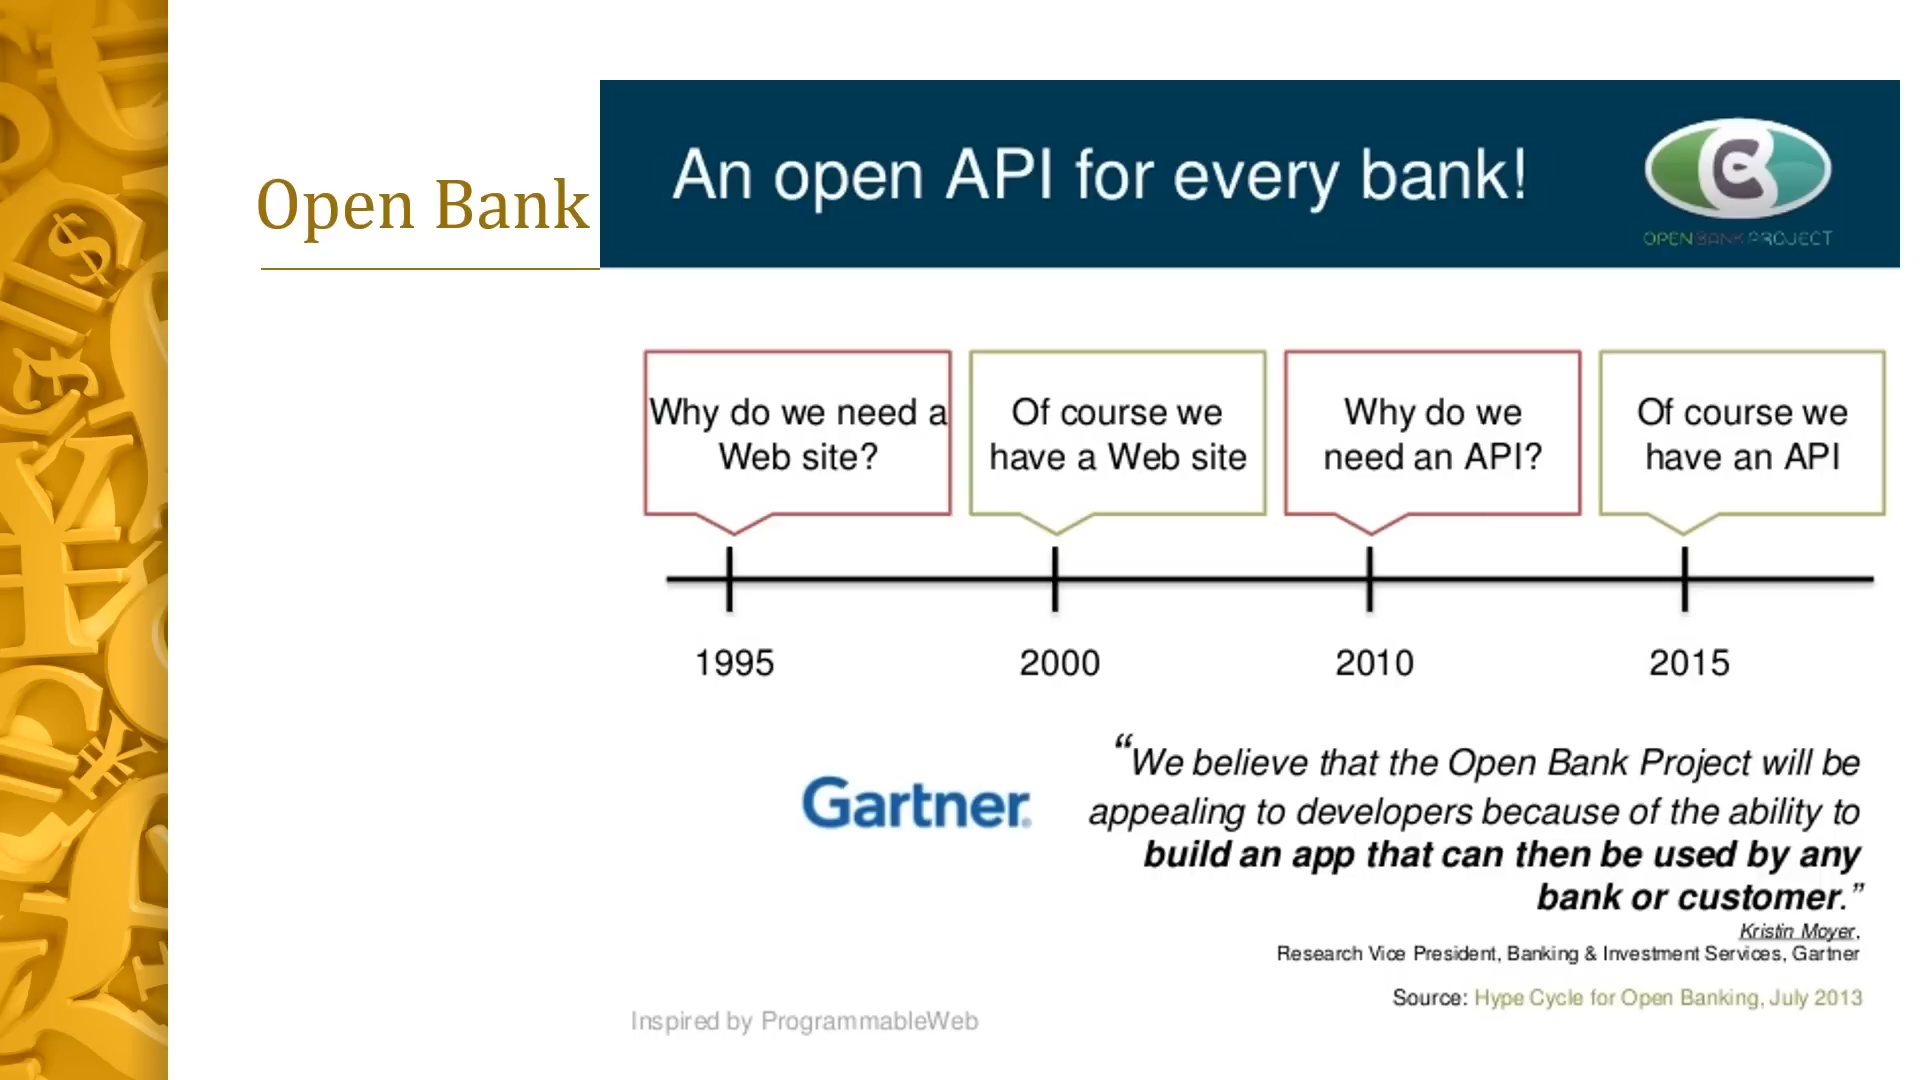 Open Bank
An open API for every bank!
OPEN BANK PROJECT
Why do we need a
Web site?
Of course we
have a Web site
Why do we
need an API?
Of course we
have an API
1995
2000
2010
2015
Gartner
“We believe that the Open Bank Project will be
appealing to developers because of the ability to
build an app that can then be used by any
bank or customer.”
Kristin Moyer,
Research Vice President, Banking & Investment Services, Gartner
Source: Hype Cycle for Open Banking, July 2013
Inspired by ProgrammableWeb